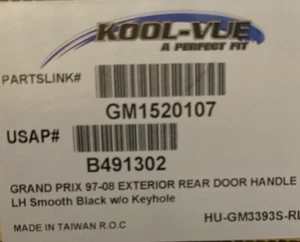 KOOL-VUE
A PERFECT FIT
PARTSLINK#
GM1520107
USAP#
B491302
GRAND PRIX 97-08 EXTERIOR REAR DOOR HANDLE
LH Smooth Black w/o Keyhole
HU-GM3393S-RL
MADE IN TAIWAN R.O.C